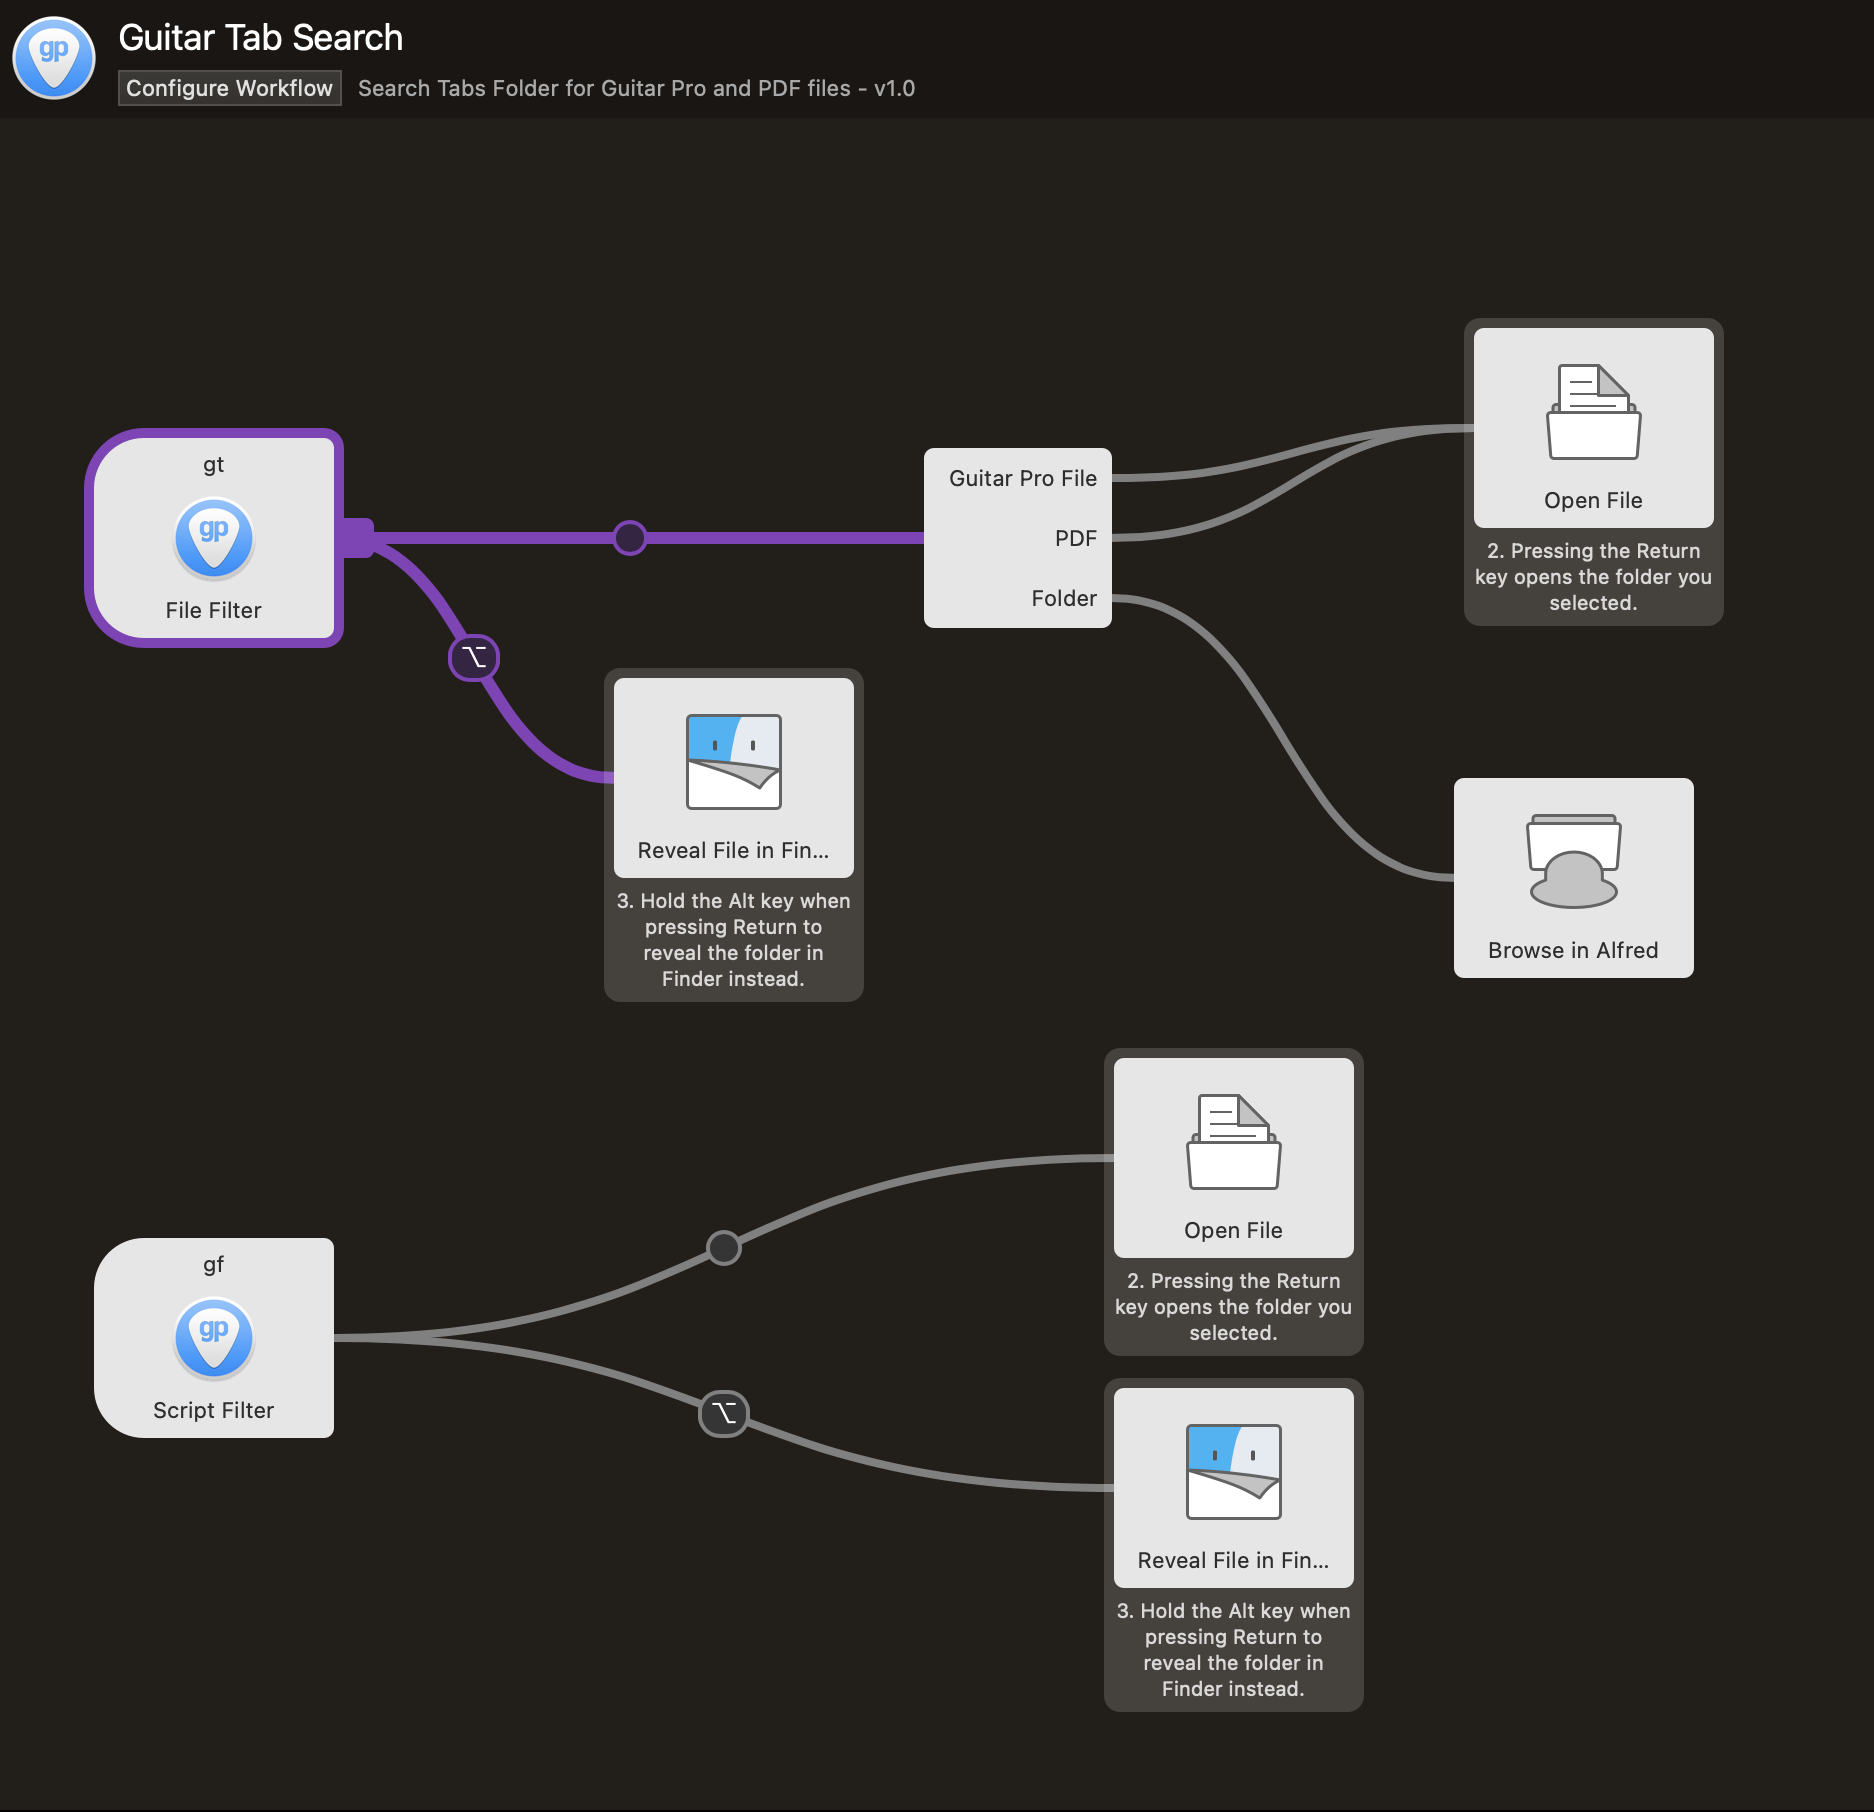 gp
Guitar Tab Search
Configure Workflow
Search Tabs Folder for Guitar Pro and PDF files - v1.0
gt
gp
File Filter
⌥
Guitar Pro File
PDF
Folder
Open File
2. Pressing the Return
key opens the folder you
selected.
Reveal File in Fin...
3. Hold the Alt key when
pressing Return to
reveal the folder in
Finder instead.
Browse in Alfred
gf
gp
Script Filter
⌥
Open File
2. Pressing the Return
key opens the folder you
selected.
Reveal File in Fin...
3. Hold the Alt key when
pressing Return to
reveal the folder in
Finder instead.